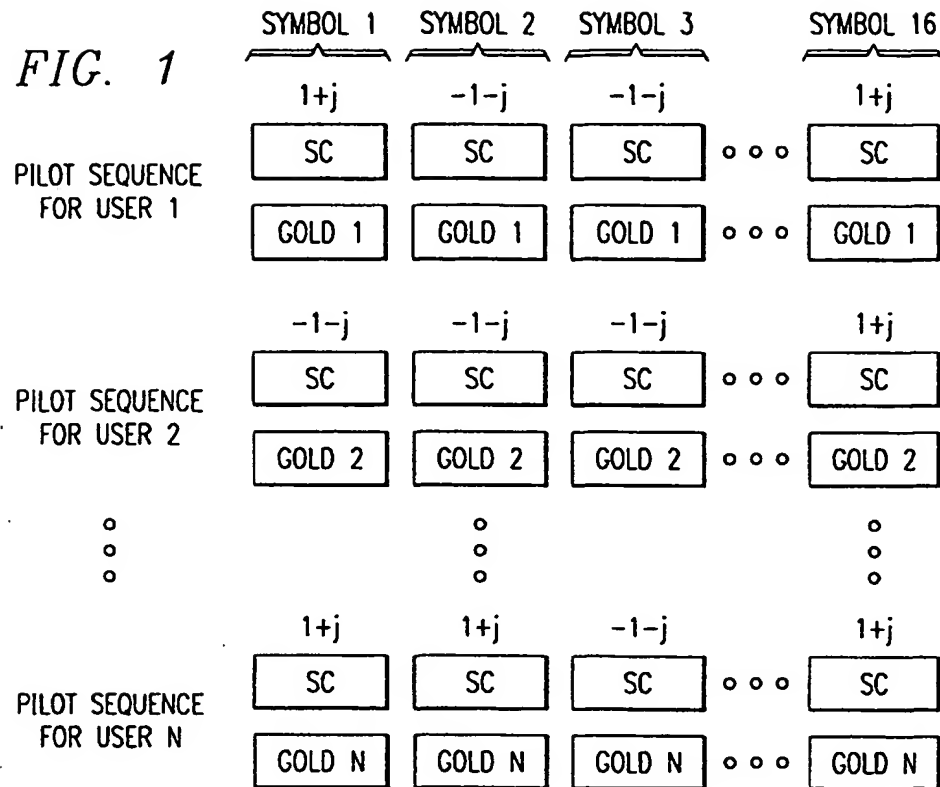 FIG. 1
SYMBOL 1 SYMBOL 2 SYMBOL 3 SYMBOL 16
1+j -1-j -1-j 1+j
SC SC SC SC
PILOT SEQUENCE
FOR USER 1
GOLD 1 GOLD 1 GOLD 1 GOLD 1
-1-j -1-j -1-j 1+j
SC SC SC SC
PILOT SEQUENCE
FOR USER 2
GOLD 2 GOLD 2 GOLD 2 GOLD 2
1+j 1+j -1-j 1+j
SC SC SC SC
PILOT SEQUENCE
FOR USER N
GOLD N GOLD N GOLD N GOLD N